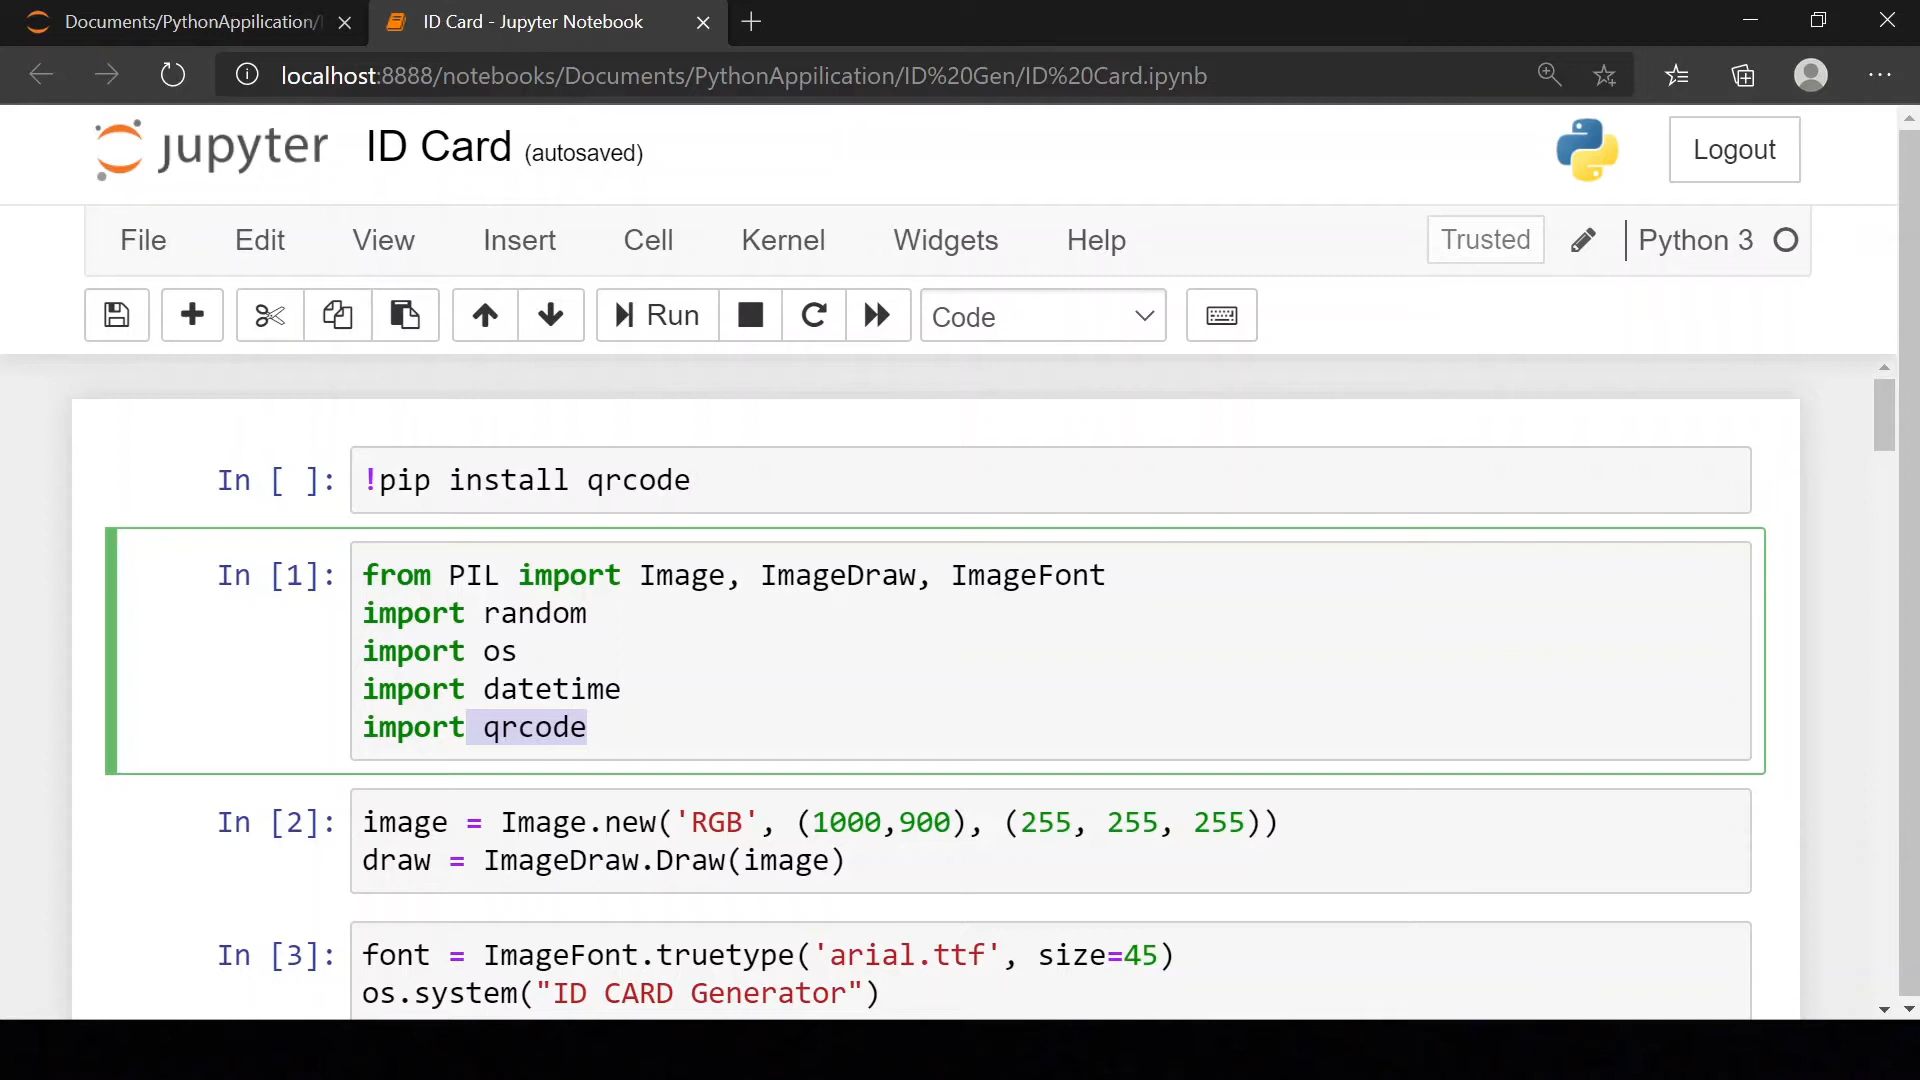 Documents/PythonAppilication/
ID Card - Jupyter Notebook
localhost:8888/notebooks/Documents/PythonAppilication/ID%20Gen/ID%20Card.ipynb
jupyter ID Card (autosaved)
Logout
File Edit View Insert Cell Kernel Widgets Help
Trusted
Python 3
Run
Code
In [ ]: !pip install qrcode
In [1]: from PIL import Image, ImageDraw, ImageFont
import random
import os
import datetime
import qrcode
In [2]: image = Image.new('RGB', (1000,900), (255, 255, 255))
draw = ImageDraw.Draw(image)
In [3]: font = ImageFont.truetype('arial.ttf', size=45)
os.system("ID CARD Generator")